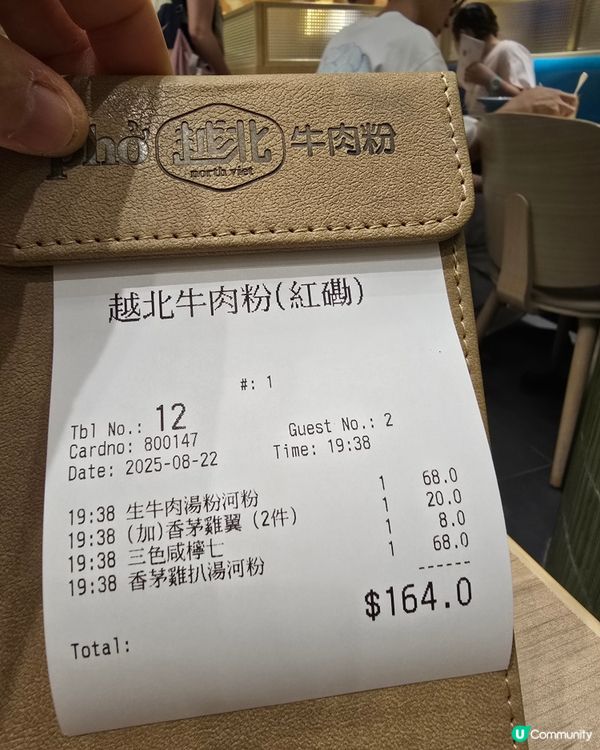 phở 越北 牛肉粉
north viet
越北牛肉粉(紅磡)
#: 1
Tbl No.: 12 Guest No.: 2
Cardno: 800147
Date: 2025-08-22 Time: 19:38
19:38 生牛肉湯粉河粉 1 68.0
19:38 (加)香茅雞翼 (2件) 1 20.0
19:38 三色咸檸七 1 8.0
19:38 香茅雞扒湯河粉 1 68.0
------
$164.0
Total:
U Community